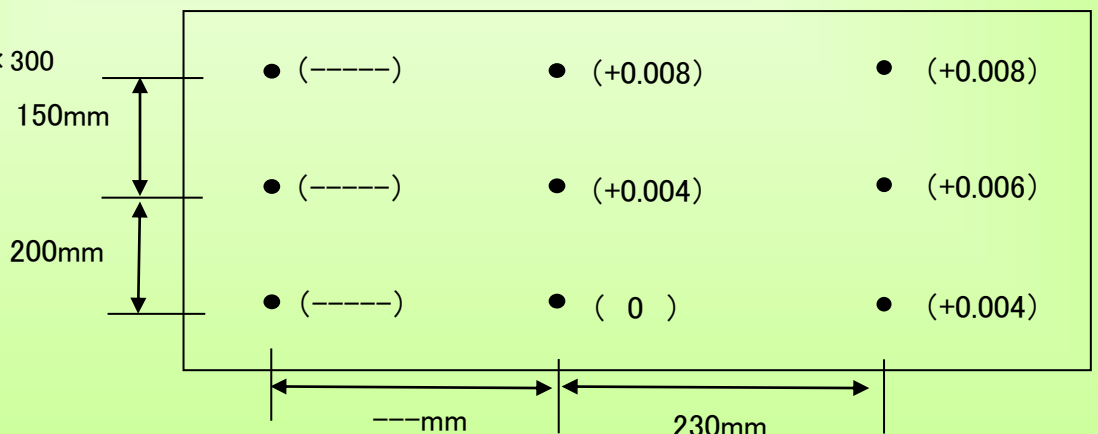 × 300
(-----) (+0.008) (+0.008)
150mm
(-----) (+0.004) (+0.006)
200mm
(-----) ( 0 ) (+0.004)
---mm 230mm